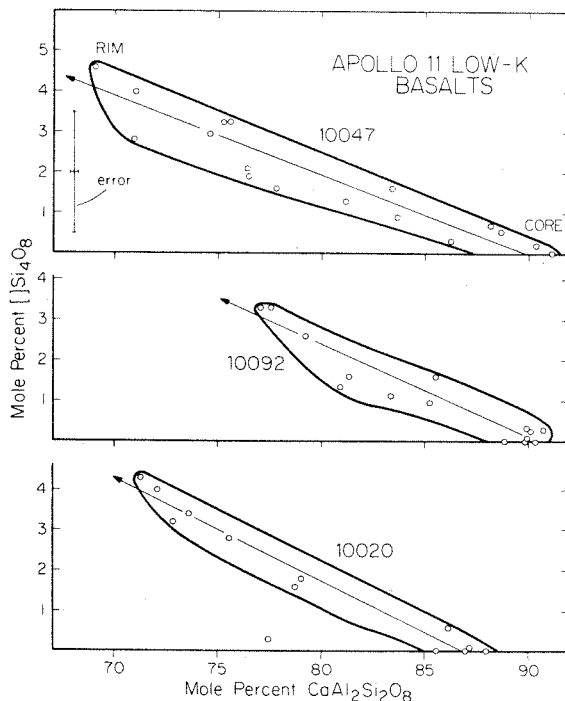 5
RIM
APOLLO 11 LOW-K
BASALTS
4
10047
3
2
error
1
CORE
Mole Percent []Si₄O₈
4
3
10092
2
1
4
3
10020
2
1
70 75 80 85 90
Mole Percent CaAl₂Si₂O₈